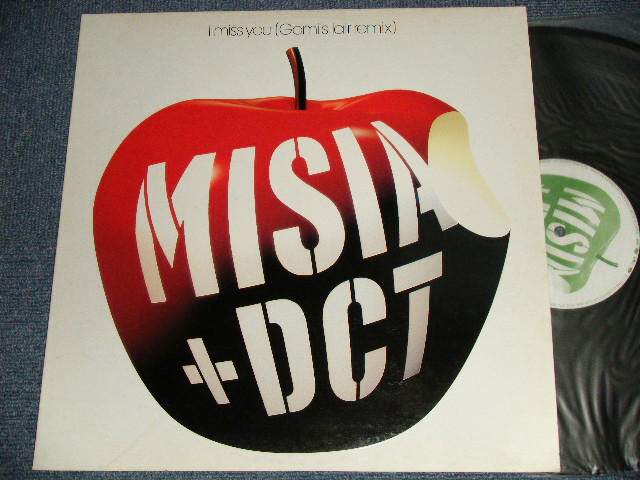 i miss you (Gomi's lair remix)
MISIA
+DCT
MISIA